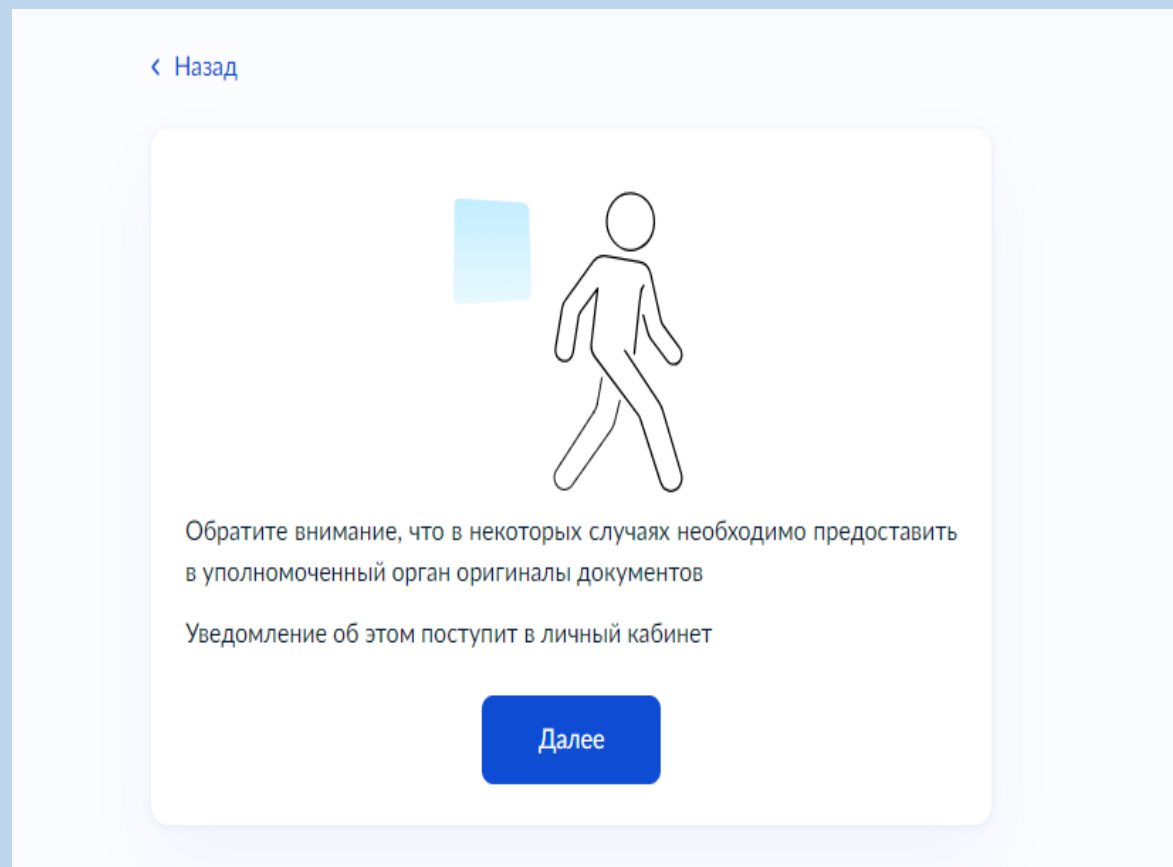 Назад
Обратите внимание, что в некоторых случаях необходимо предоставить
в уполномоченный орган оригиналы документов
Уведомление об этом поступит в личный кабинет
Далее